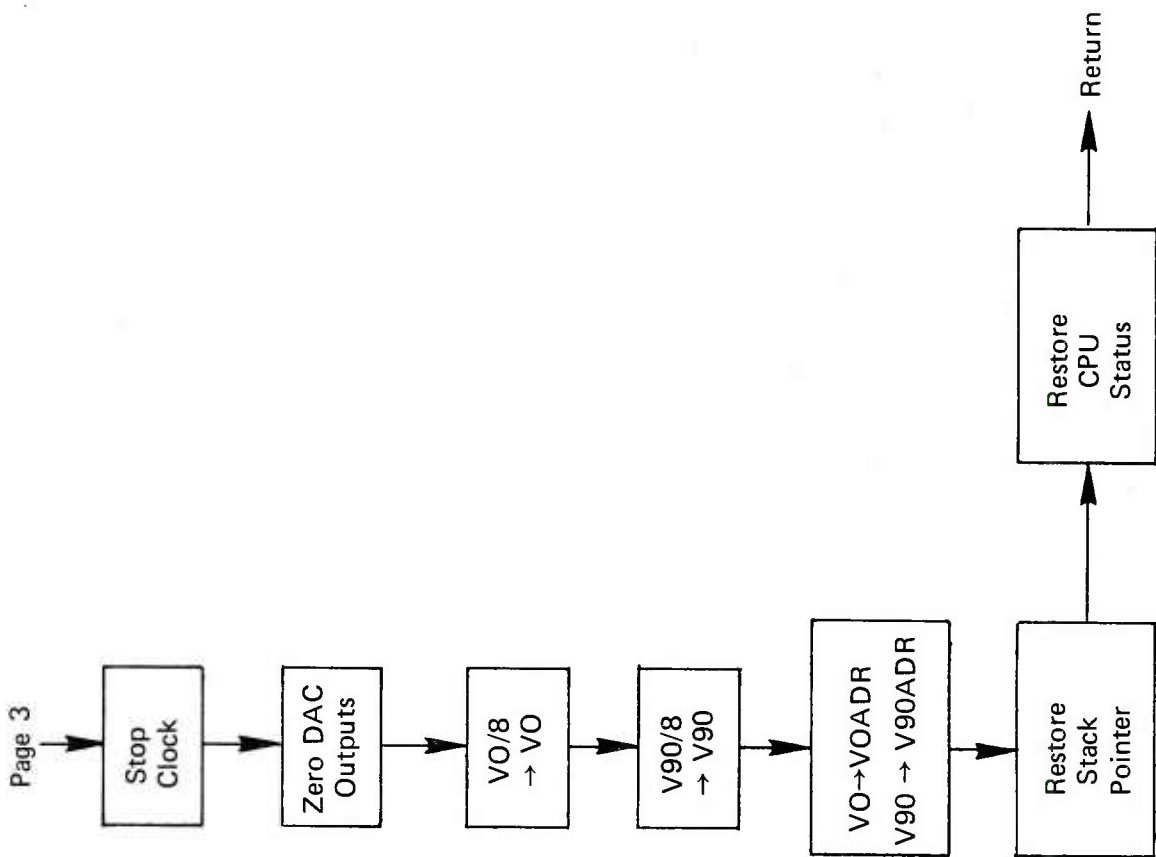 Page 3
Stop
Clock
Zero DAC
Outputs
VO/8
→ VO
V90/8
→ V90
VO→VOADR
V90 → V90ADR
Restore
Stack
Pointer
Restore
CPU
Status
Return